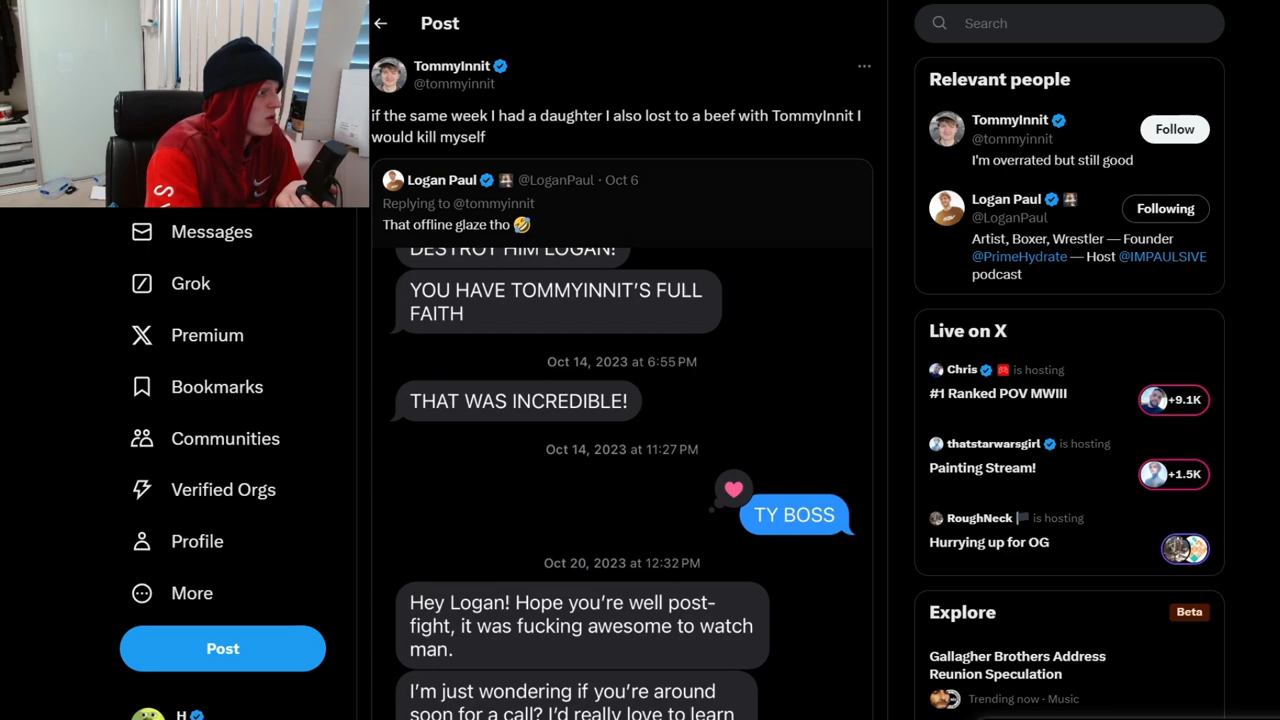 Post
TommyInnit
@tommyinnit
if the same week I had a daughter I also lost to a beef with TommyInnit I
would kill myself
Logan Paul @LoganPaul · Oct 6
Replying to @tommyinnit
That offline glaze tho 🤣
DESTROY HIM LOGAN!
YOU HAVE TOMMYINNIT'S FULL
FAITH
Oct 14, 2023 at 6:55 PM
THAT WAS INCREDIBLE!
Oct 14, 2023 at 11:27 PM
TY BOSS
Oct 20, 2023 at 12:32 PM
Hey Logan! Hope you're well post-
fight, it was fucking awesome to watch
man.
I'm just wondering if you're around
soon for a call? I'd really love to learn
Messages
Grok
Premium
Bookmarks
Communities
Verified Orgs
Profile
More
Post
H
Search
Relevant people
TommyInnit
@tommyinnit
Follow
I'm overrated but still good
Logan Paul
@LoganPaul
Following
Artist, Boxer, Wrestler — Founder
@PrimeHydrate — Host @IMPAULSIVE
podcast
Live on X
Chris is hosting
#1 Ranked POV MWIII
+9.1K
thatstarwarsgirl is hosting
Painting Stream!
+1.5K
RoughNeck is hosting
Hurrying up for OG
Explore
Beta
Gallagher Brothers Address
Reunion Speculation
Trending now · Music